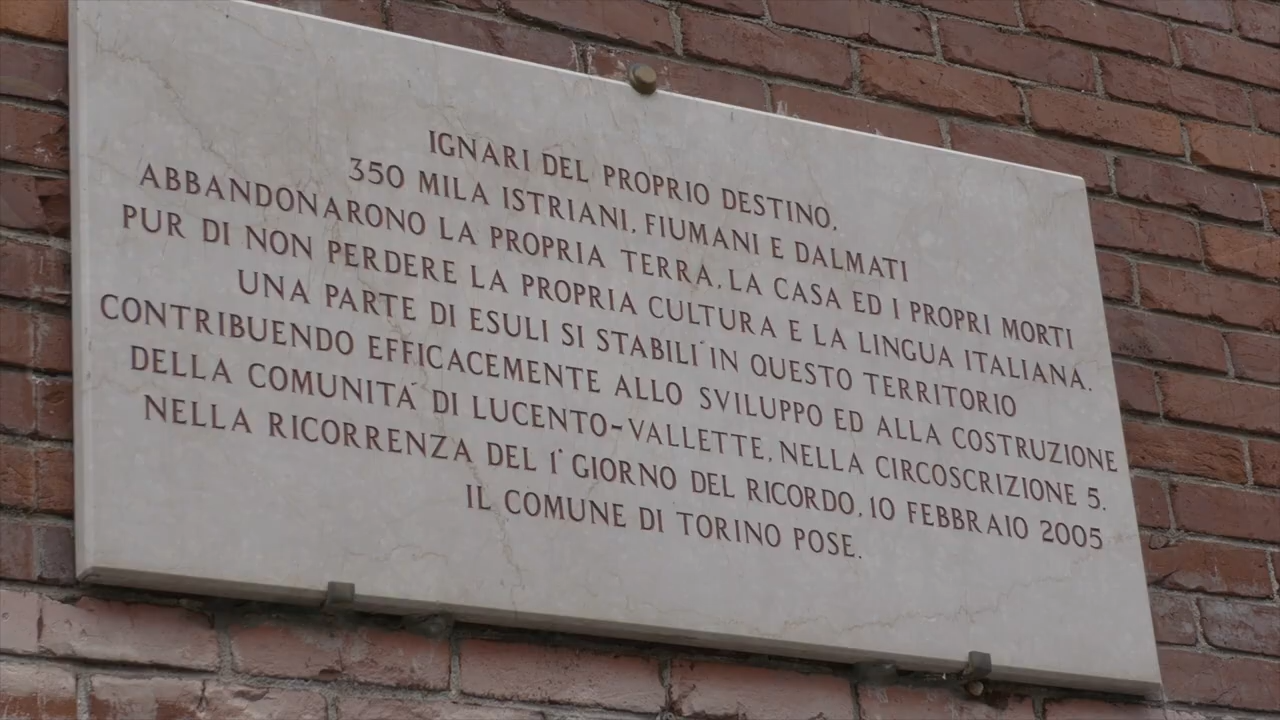 IGNARI DEL PROPRIO DESTINO,
350 MILA ISTRIANI, FIUMANI E DALMATI
ABBANDONARONO LA PROPRIA TERRA, LA CASA ED I PROPRI MORTI
PUR DI NON PERDERE LA PROPRIA CULTURA E LA LINGUA ITALIANA.
UNA PARTE DI ESULI SI STABILI' IN QUESTO TERRITORIO
CONTRIBUENDO EFFICACEMENTE ALLO SVILUPPO ED ALLA COSTRUZIONE
DELLA COMUNITA' DI LUCENTO-VALLETTE, NELLA CIRCOSCRIZIONE 5.
NELLA RICORRENZA DEL 1° GIORNO DEL RICORDO, 10 FEBBRAIO 2005
IL COMUNE DI TORINO POSE.